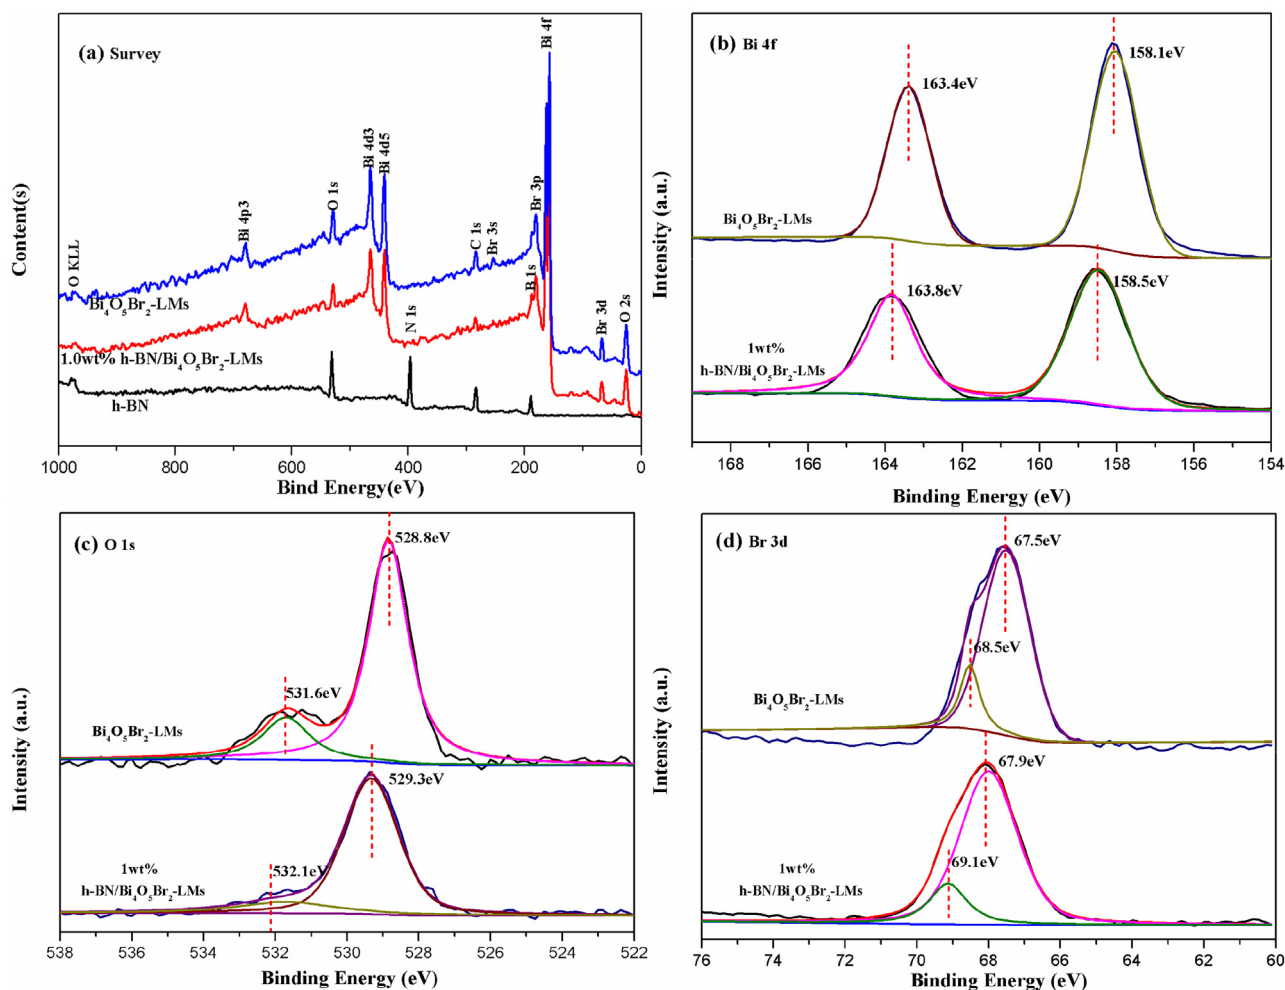 (a) Survey
Content(s)
O KLL
Bi 4p3
O 1s
Bi 4d3
Bi 4d5
N 1s
C 1s
Br 3s
Br 3p
B 1s
Bi 4f
Br 3d
O 2s
Bi₄O₅Br₂-LMs
1.0wt% h-BN/Bi₄O₅Br₂-LMs
h-BN
1000 800 600 400 200 0
Bind Energy(eV)
(b) Bi 4f
Intensity (a.u.)
163.4eV
158.1eV
Bi₄O₅Br₂-LMs
163.8eV
158.5eV
1wt%
h-BN/Bi₄O₅Br₂-LMs
168 166 164 162 160 158 156 154
Binding Energy (eV)
(c) O 1s
Intensity (a.u.)
528.8eV
531.6eV
Bi₄O₅Br₂-LMs
529.3eV
532.1eV
1wt%
h-BN/Bi₄O₅Br₂-LMs
538 536 534 532 530 528 526 524 522
Binding Energy (eV)
(d) Br 3d
Intensity (a.u.)
67.5eV
68.5eV
Bi₄O₅Br₂-LMs
67.9eV
69.1eV
1wt%
h-BN/Bi₄O₅Br₂-LMs
76 74 72 70 68 66 64 62 60
Binding Energy (eV)